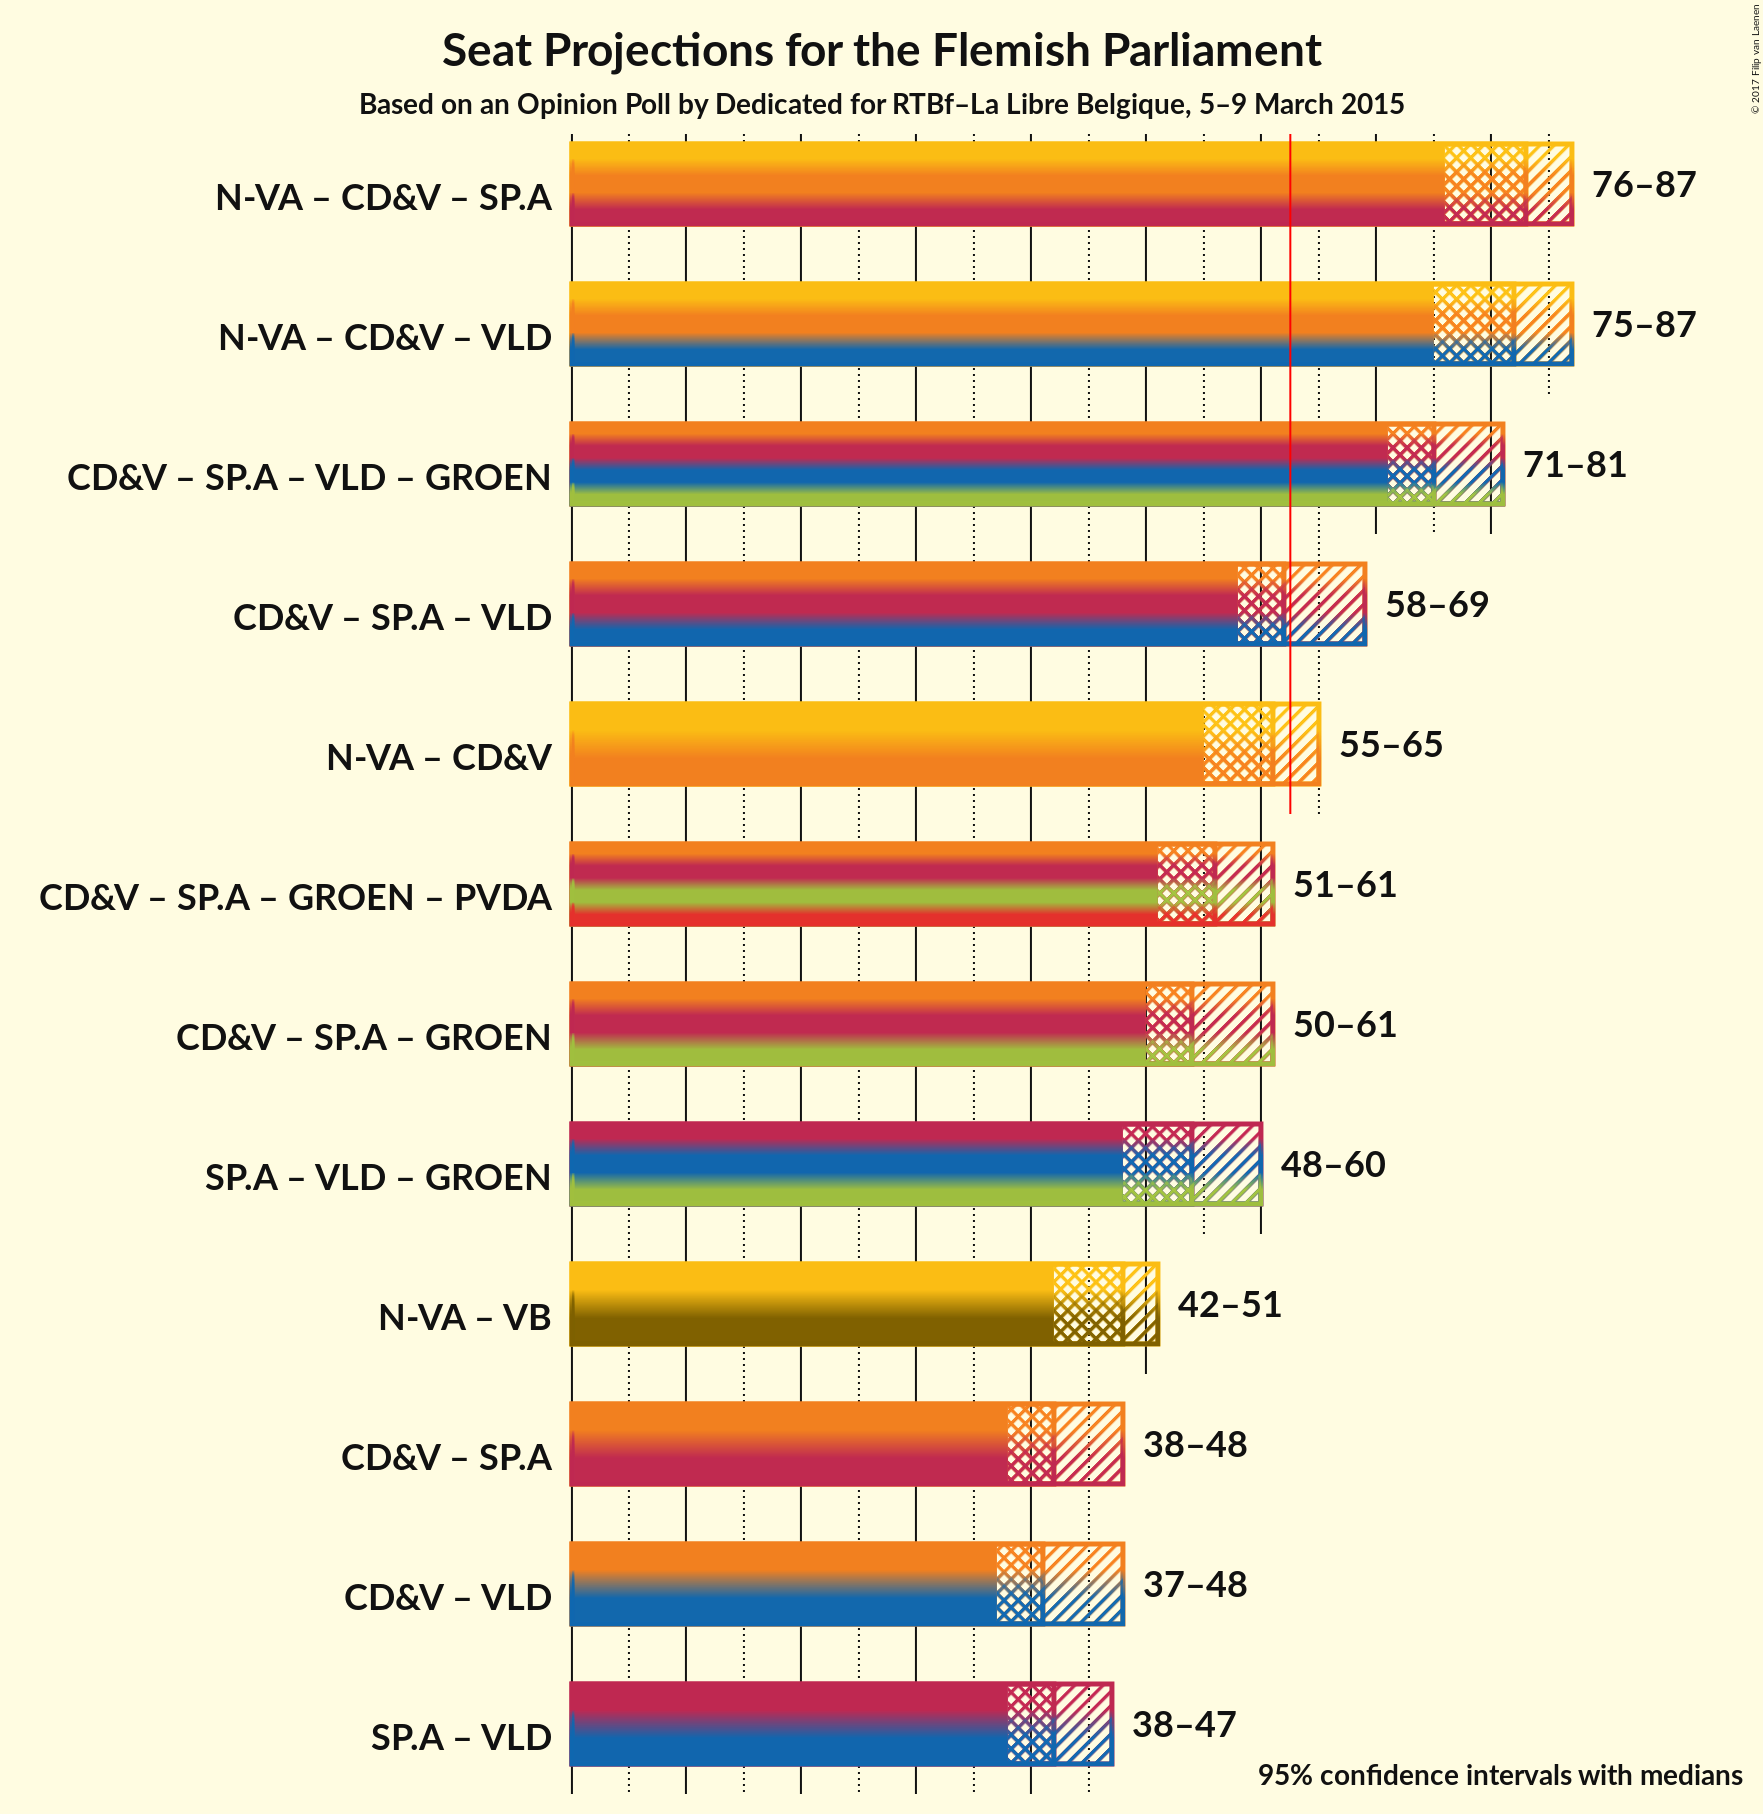 Seat Projections for the Flemish Parliament
Based on an Opinion Poll by Dedicated for RTBf–La Libre Belgique, 5–9 March 2015
© 2017 Filip van Laenen
N-VA – CD&V – SP.A
76–87
N-VA – CD&V – VLD
75–87
CD&V – SP.A – VLD – GROEN
71–81
CD&V – SP.A – VLD
58–69
N-VA – CD&V
55–65
CD&V – SP.A – GROEN – PVDA
51–61
CD&V – SP.A – GROEN
50–61
SP.A – VLD – GROEN
48–60
N-VA – VB
42–51
CD&V – SP.A
38–48
CD&V – VLD
37–48
SP.A – VLD
38–47
95% confidence intervals with medians